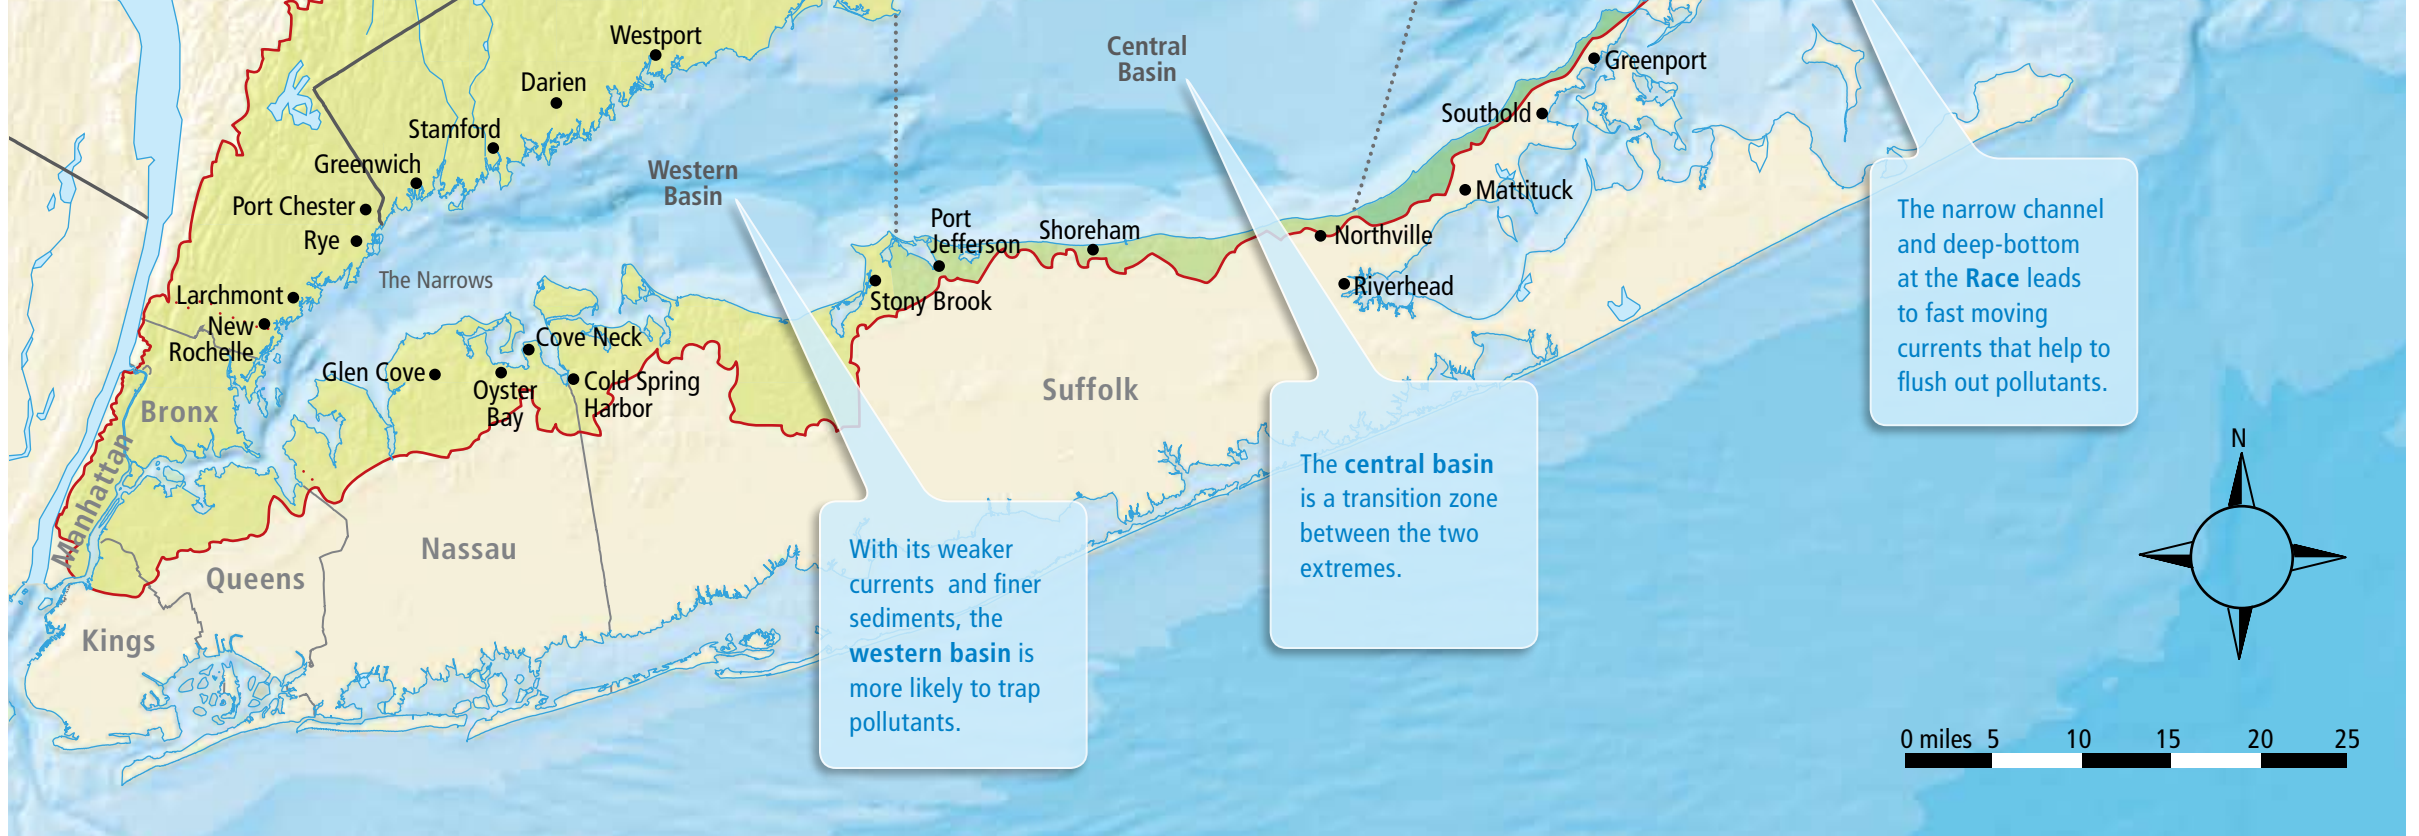 Westport
Darien
Stamford
Greenwich
Port Chester
Rye
Larchmont
New
Rochelle
The Narrows
Western
Basin
Central
Basin
Greenport
Southold
Mattituck
Northville
Riverhead
Port
Jefferson
Shoreham
Stony Brook
Cove Neck
Glen Cove
Oyster
Bay
Cold Spring
Harbor
Bronx
Manhattan
Queens
Kings
Nassau
Suffolk
With its weaker
currents and finer
sediments, the
western basin is
more likely to trap
pollutants.
The central basin
is a transition zone
between the two
extremes.
The narrow channel
and deep-bottom
at the Race leads
to fast moving
currents that help to
flush out pollutants.
N
0 miles 5 10 15 20 25